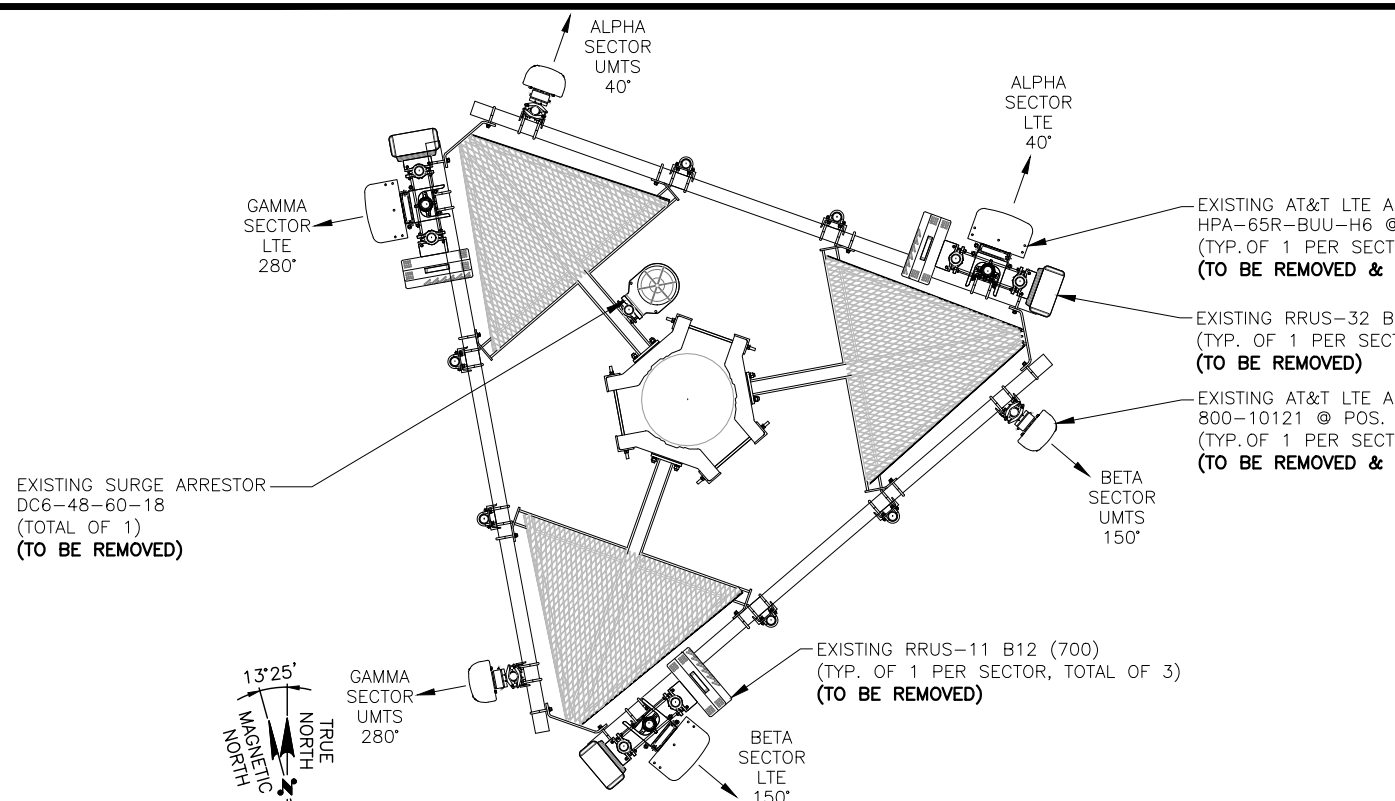 ALPHA
SECTOR
UMTS
40°
ALPHA
SECTOR
LTE
40°
GAMMA
SECTOR
LTE
280°
EXISTING AT&T LTE A
HPA-65R-BUU-H6 @
(TYP.OF 1 PER SECT
(TO BE REMOVED &
EXISTING RRUS-32 B
(TYP. OF 1 PER SECT
(TO BE REMOVED)
EXISTING AT&T LTE A
800-10121 @ POS.
(TYP.OF 1 PER SECT
(TO BE REMOVED &
BETA
SECTOR
UMTS
150°
EXISTING SURGE ARRESTOR
DC6-48-60-18
(TOTAL OF 1)
(TO BE REMOVED)
EXISTING RRUS-11 B12 (700)
(TYP. OF 1 PER SECTOR, TOTAL OF 3)
(TO BE REMOVED)
GAMMA
SECTOR
UMTS
280°
13°25'
TRUE
NORTH
MAGNETIC
NORTH
N
BETA
SECTOR
LTE
150°